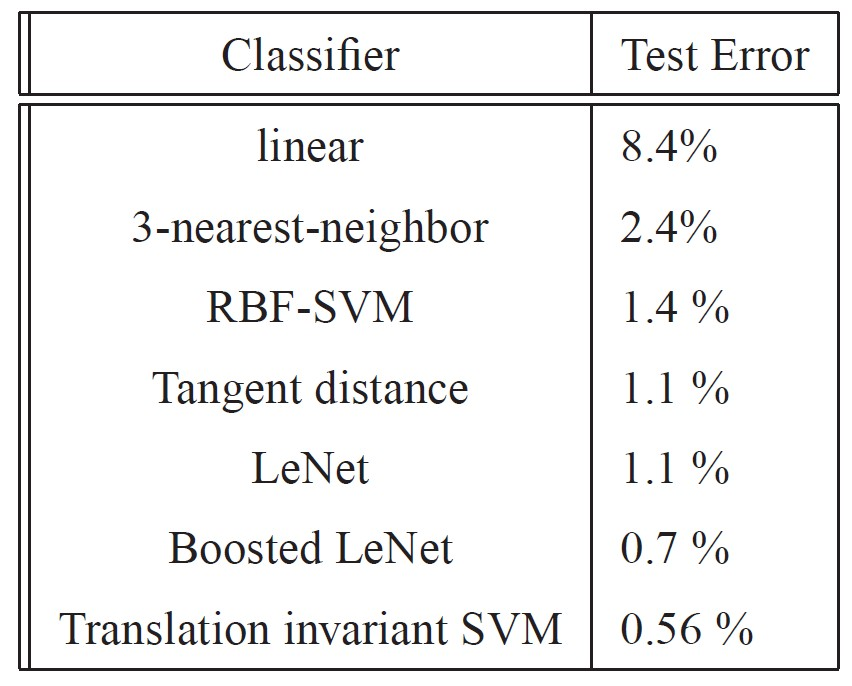 Classifier Test Error
linear 8.4%
3-nearest-neighbor 2.4%
RBF-SVM 1.4 %
Tangent distance 1.1 %
LeNet 1.1 %
Boosted LeNet 0.7 %
Translation invariant SVM 0.56 %